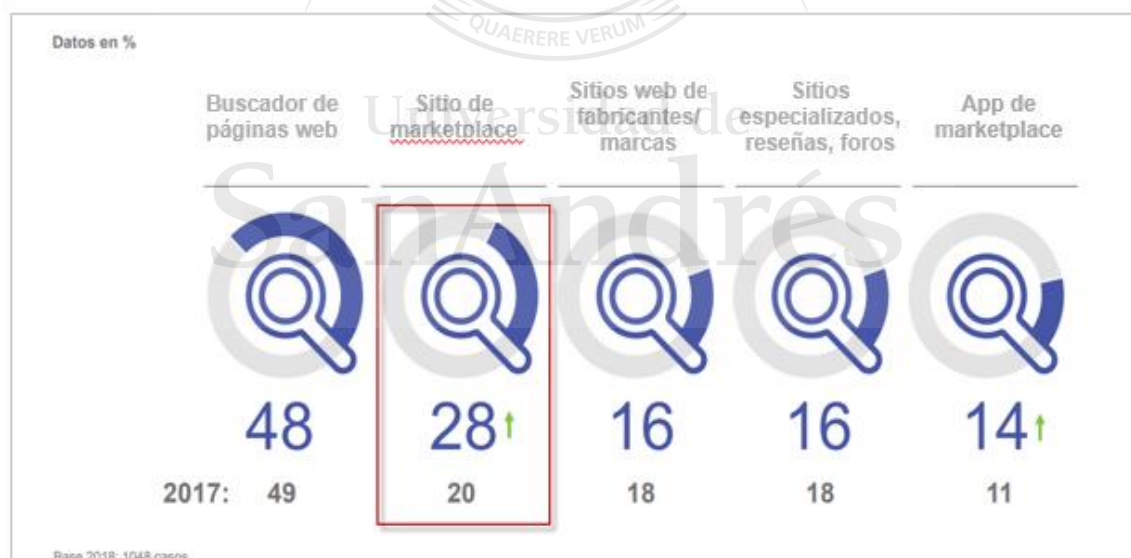 QUAERERE VERUM
Datos en %
Buscador de
páginas web
Sitio de
marketplace
Sitios web de
fabricantes/
marcas
Sitios
especializados,
reseñas, foros
App de
marketplace
Universidad de
SanAndrés
48
28
16
16
14
2017: 49 20 18 18 11
Base 2018: 1048 casos